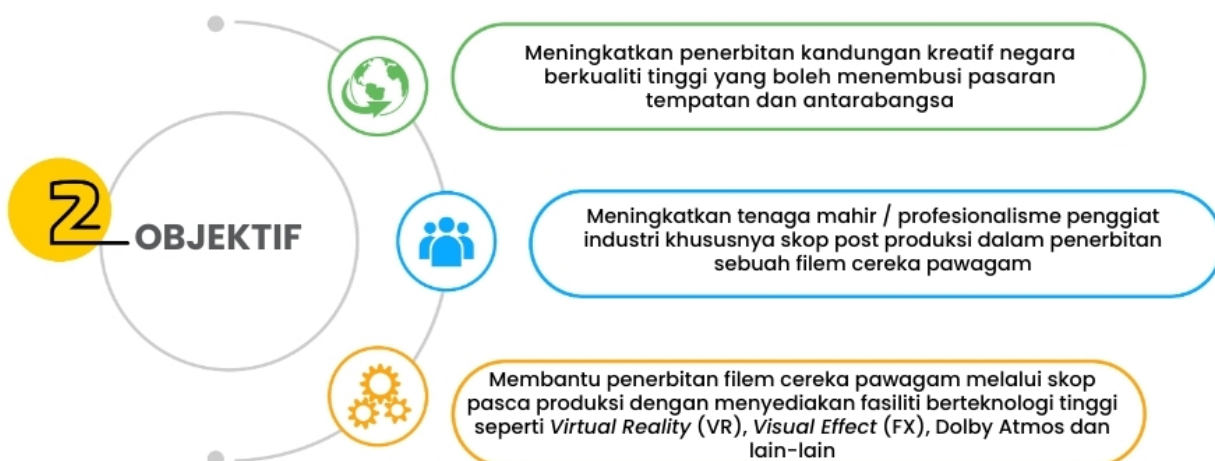 2
OBJEKTIF
Meningkatkan penerbitan kandungan kreatif negara
berkualiti tinggi yang boleh menembusi pasaran
tempatan dan antarabangsa
Meningkatkan tenaga mahir / profesionalisme penggiat
industri khususnya skop post produksi dalam penerbitan
sebuah filem cereka pawagam
Membantu penerbitan filem cereka pawagam melalui skop
pasca produksi dengan menyediakan fasiliti berteknologi tinggi
seperti Virtual Reality (VR), Visual Effect (FX), Dolby Atmos dan
lain-lain